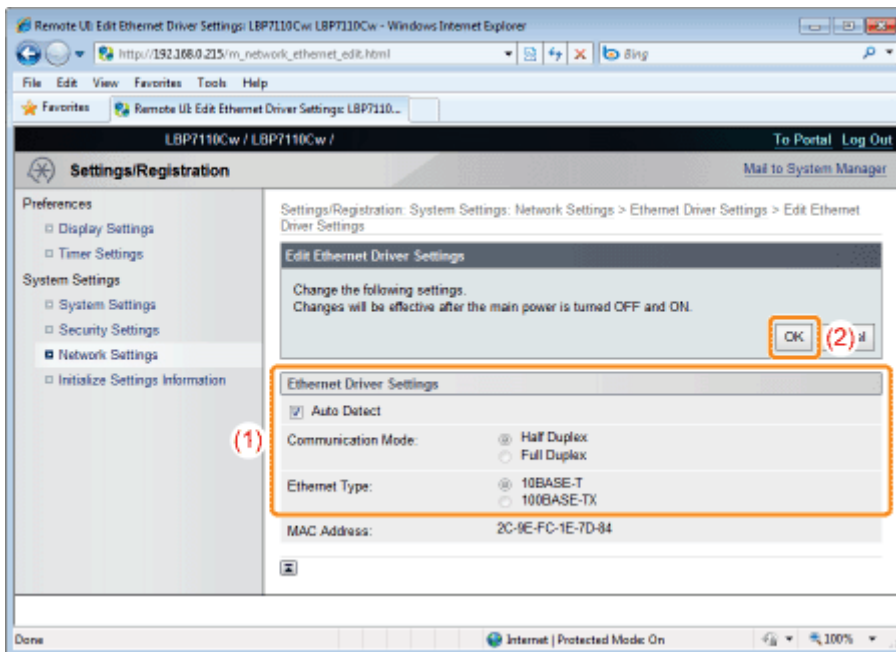 Remote UI: Edit Ethernet Driver Settings: LBP7110Cw: LBP7110Cw - Windows Internet Explorer
http://192.168.0.215/m_network_ethernet_edit.html
Bing
File Edit View Favorites Tools Help
Favorites
Remote UI: Edit Ethernet Driver Settings: LBP7110...
LBP7110Cw / LBP7110Cw /
To Portal Log Out
Settings/Registration
Mail to System Manager
Preferences
Display Settings
Timer Settings
System Settings
System Settings
Security Settings
Network Settings
Initialize Settings Information
Settings/Registration: System Settings: Network Settings > Ethernet Driver Settings > Edit Ethernet
Driver Settings
Edit Ethernet Driver Settings
Change the following settings.
Changes will be effective after the main power is turned OFF and ON.
OK
(2)
(1)
Ethernet Driver Settings
Auto Detect
Communication Mode:
Half Duplex
Full Duplex
Ethernet Type:
10BASE-T
100BASE-TX
MAC Address:
2C-9E-FC-1E-7D-84
Done
Internet | Protected Mode: On
100%